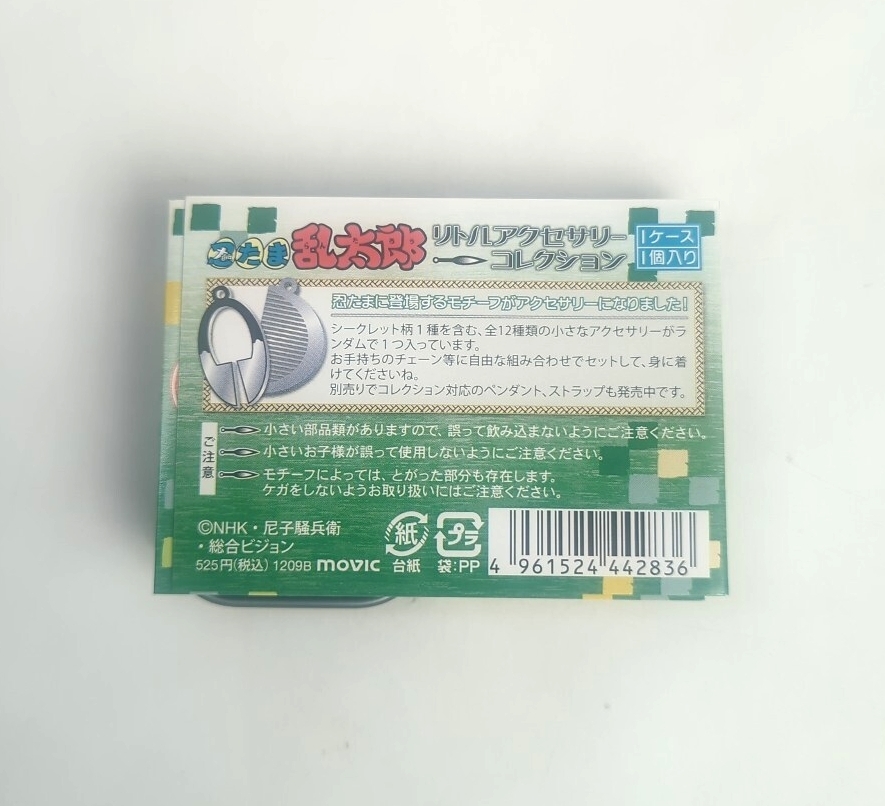 忍たま乱太郎 リトルアクセサリーコレクション
1ケース
1個入り
忍たまに登場するモチーフがアクセサリーになりました!
シークレット柄1種を含む、全12種類の小さなアクセサリーがラ
ンダムで1つ入っています。
お手持ちのチェーン等に自由な組み合わせでセットして、身に着
けてくださいね。
別売りでコレクション対応のペンダント、ストラップも発売中です。
ご注意
小さい部品類がありますので、誤って飲み込まないようにご注意ください。
小さいお子様が誤って使用しないようにご注意ください。
モチーフによっては、とがった部分も存在します。
ケガをしないようお取り扱いにはご注意ください。
©NHK・尼子騒兵衛
・総合ビジョン
525円(税込) 1209B movic
紙
台紙
プラ
袋:PP
4 961524 442836